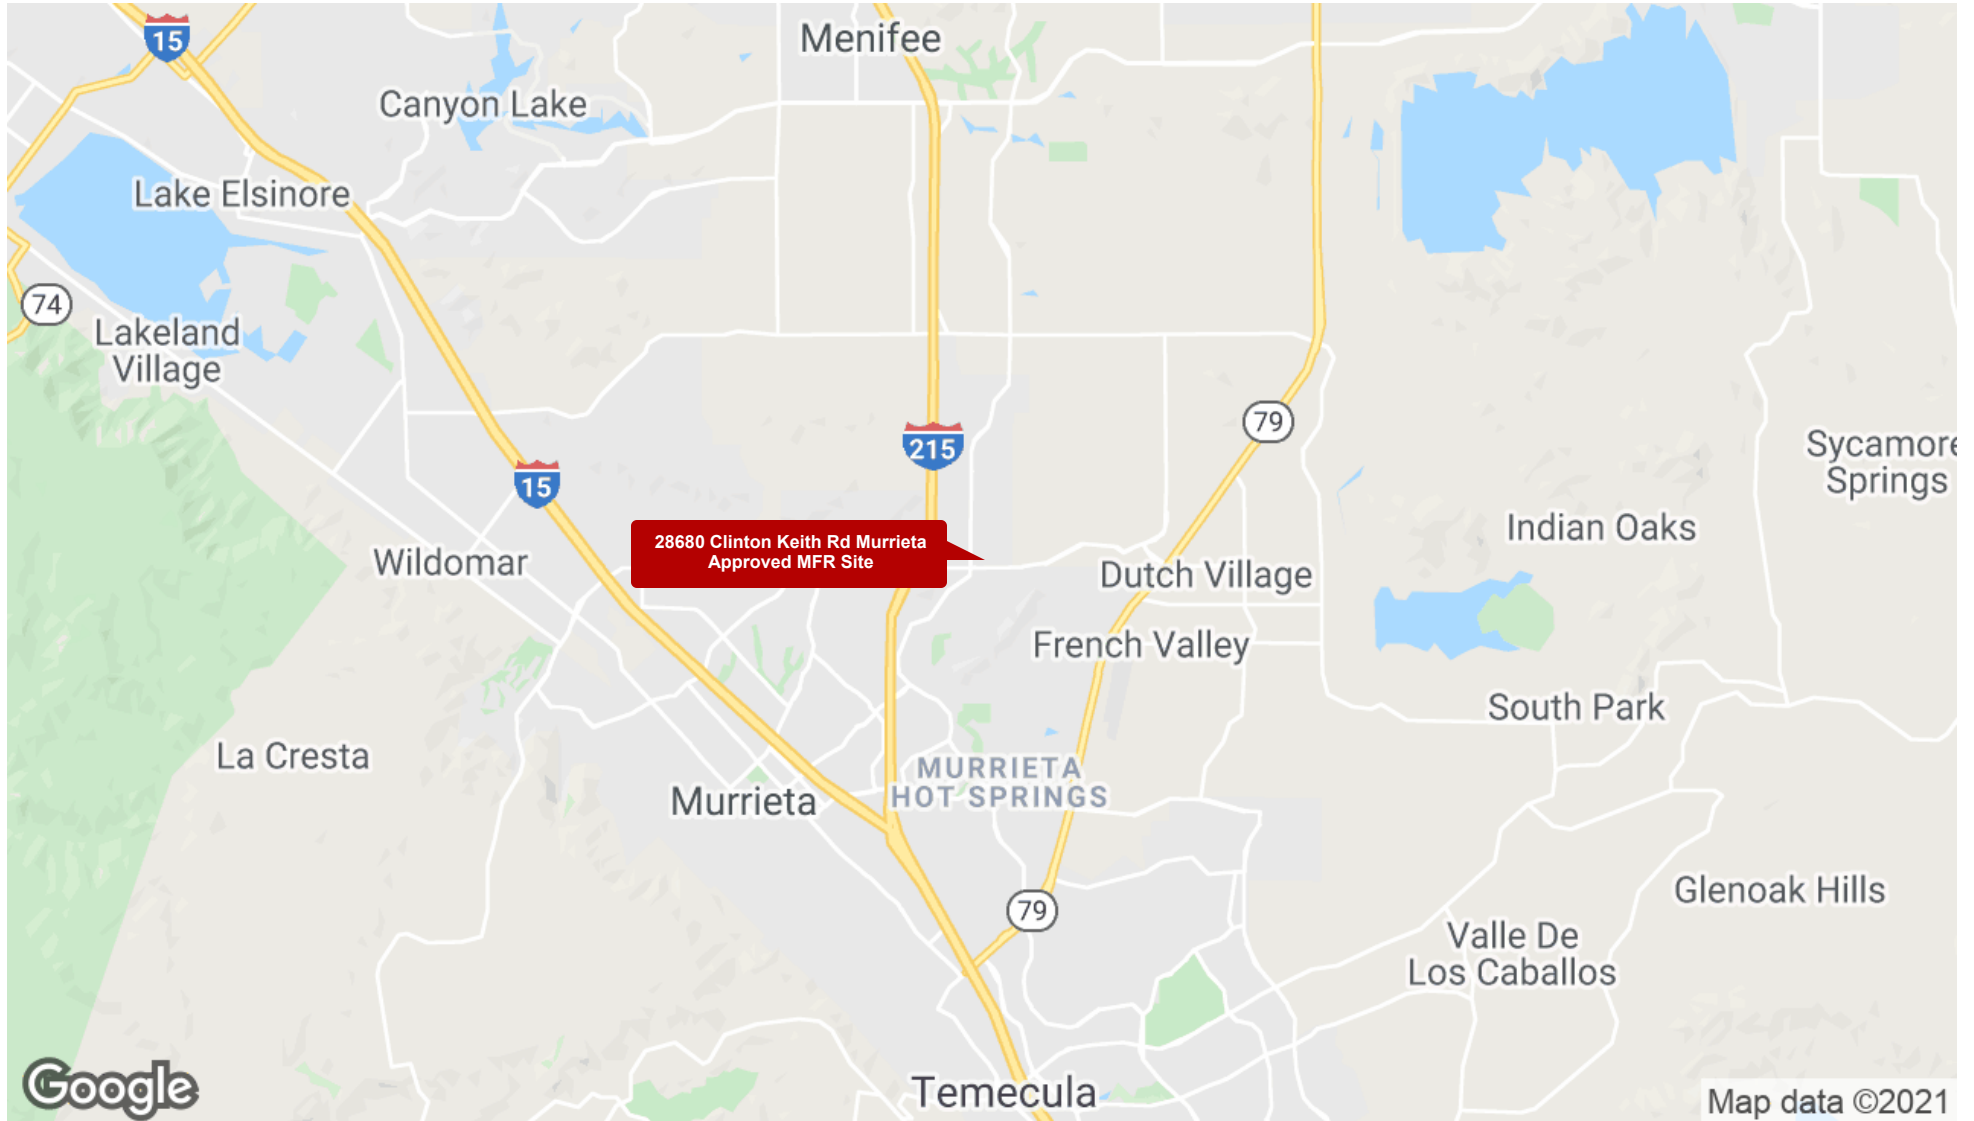 15
Menifee
Canyon Lake
Lake Elsinore
74
Lakeland
Village
79
215
Sycamore
Springs
15
Indian Oaks
28680 Clinton Keith Rd Murrieta
Approved MFR Site
Wildomar
Dutch Village
French Valley
South Park
La Cresta
MURRIETA
HOT SPRINGS
Murrieta
Glenoak Hills
79
Valle De
Los Caballos
Temecula
Google
Map data ©2021